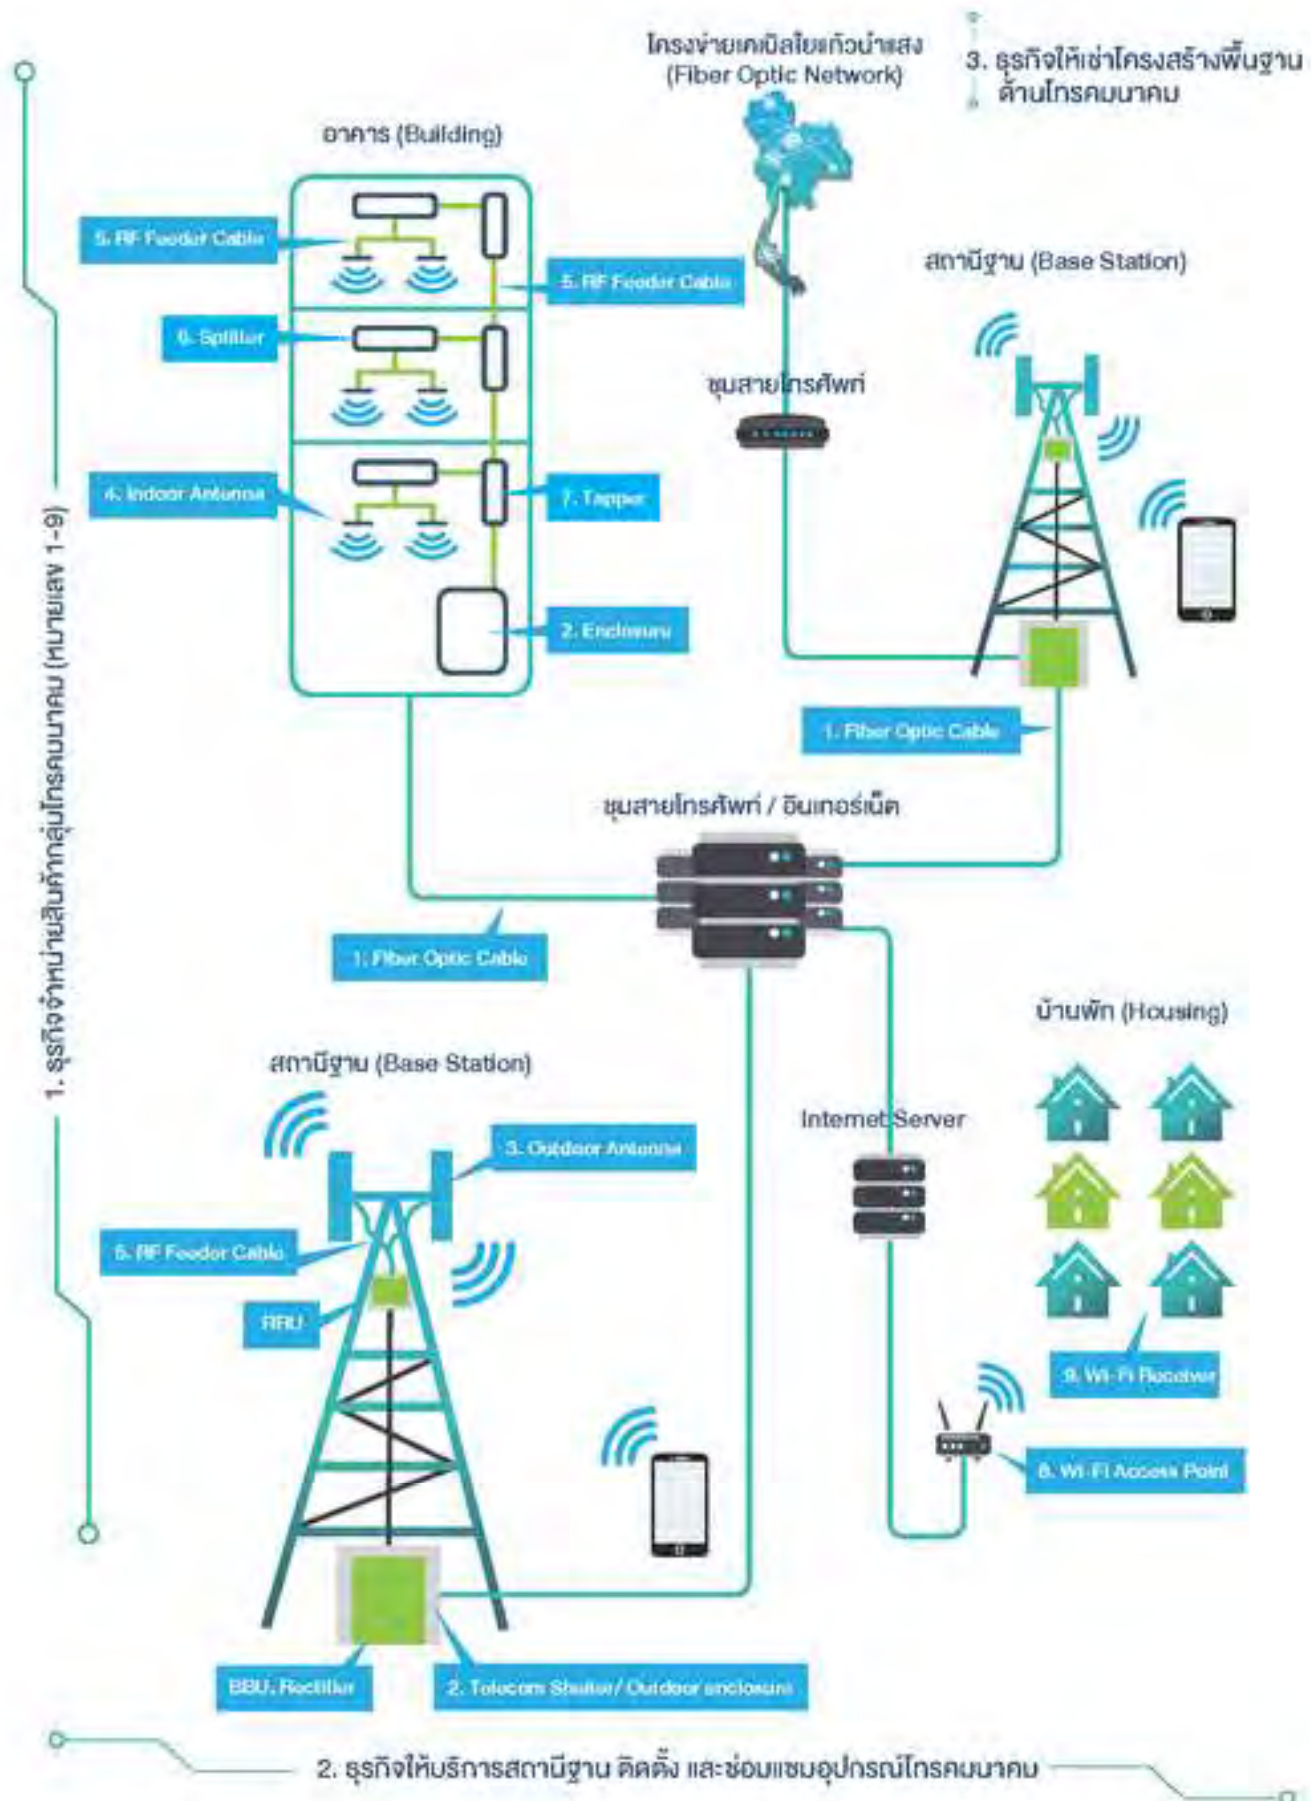 โครงข่ายเคเบิลใยแก้วนำแสง
(Fiber Optic Network)
3. ธุรกิจให้เช่าโครงสร้างพื้นฐาน
ด้านโทรคมนาคม
อาคาร (Building)
5. RF Feeder Cable
5. RF Feeder Cable
สถานีฐาน (Base Station)
6. Splitter
ชุมสายโทรศัพท์
4. Indoor Antenna
7. Tapper
2. Enclosure
1. Fiber Optic Cable
1. ธุรกิจจำหน่ายสินค้ากลุ่มโทรคมนาคม (หมายเลข 1-9)
ชุมสายโทรศัพท์ / อินเทอร์เน็ต
1. Fiber Optic Cable
บ้านพัก (Housing)
สถานีฐาน (Base Station)
Internet Server
3. Outdoor Antenna
5. RF Feeder Cable
RRU
9. Wi-Fi Receiver
8. Wi-Fi Access Point
BBU, Rectifier
2. Telecom Shelter/ Outdoor enclosure
2. ธุรกิจให้บริการสถานีฐาน ติดตั้ง และซ่อมแซมอุปกรณ์โทรคมนาคม